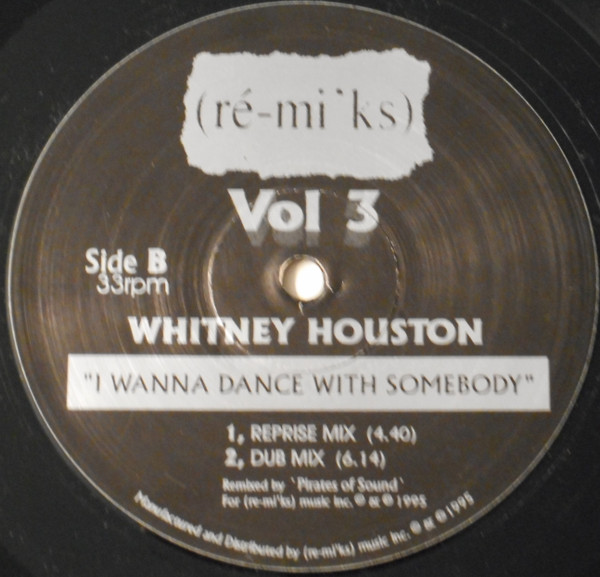 (ré-mi'ks)
Vol 3
Side B
33rpm
WHITNEY HOUSTON
"I WANNA DANCE WITH SOMEBODY"
1, REPRISE MIX (4.40)
2, DUB MIX (6.14)
Remixed by 'Pirates of Sound'
For (re-mi'ks) music inc. ℗ & © 1995
Manufactured and Distributed by (re-mi'ks) music inc. ℗ & © 1995